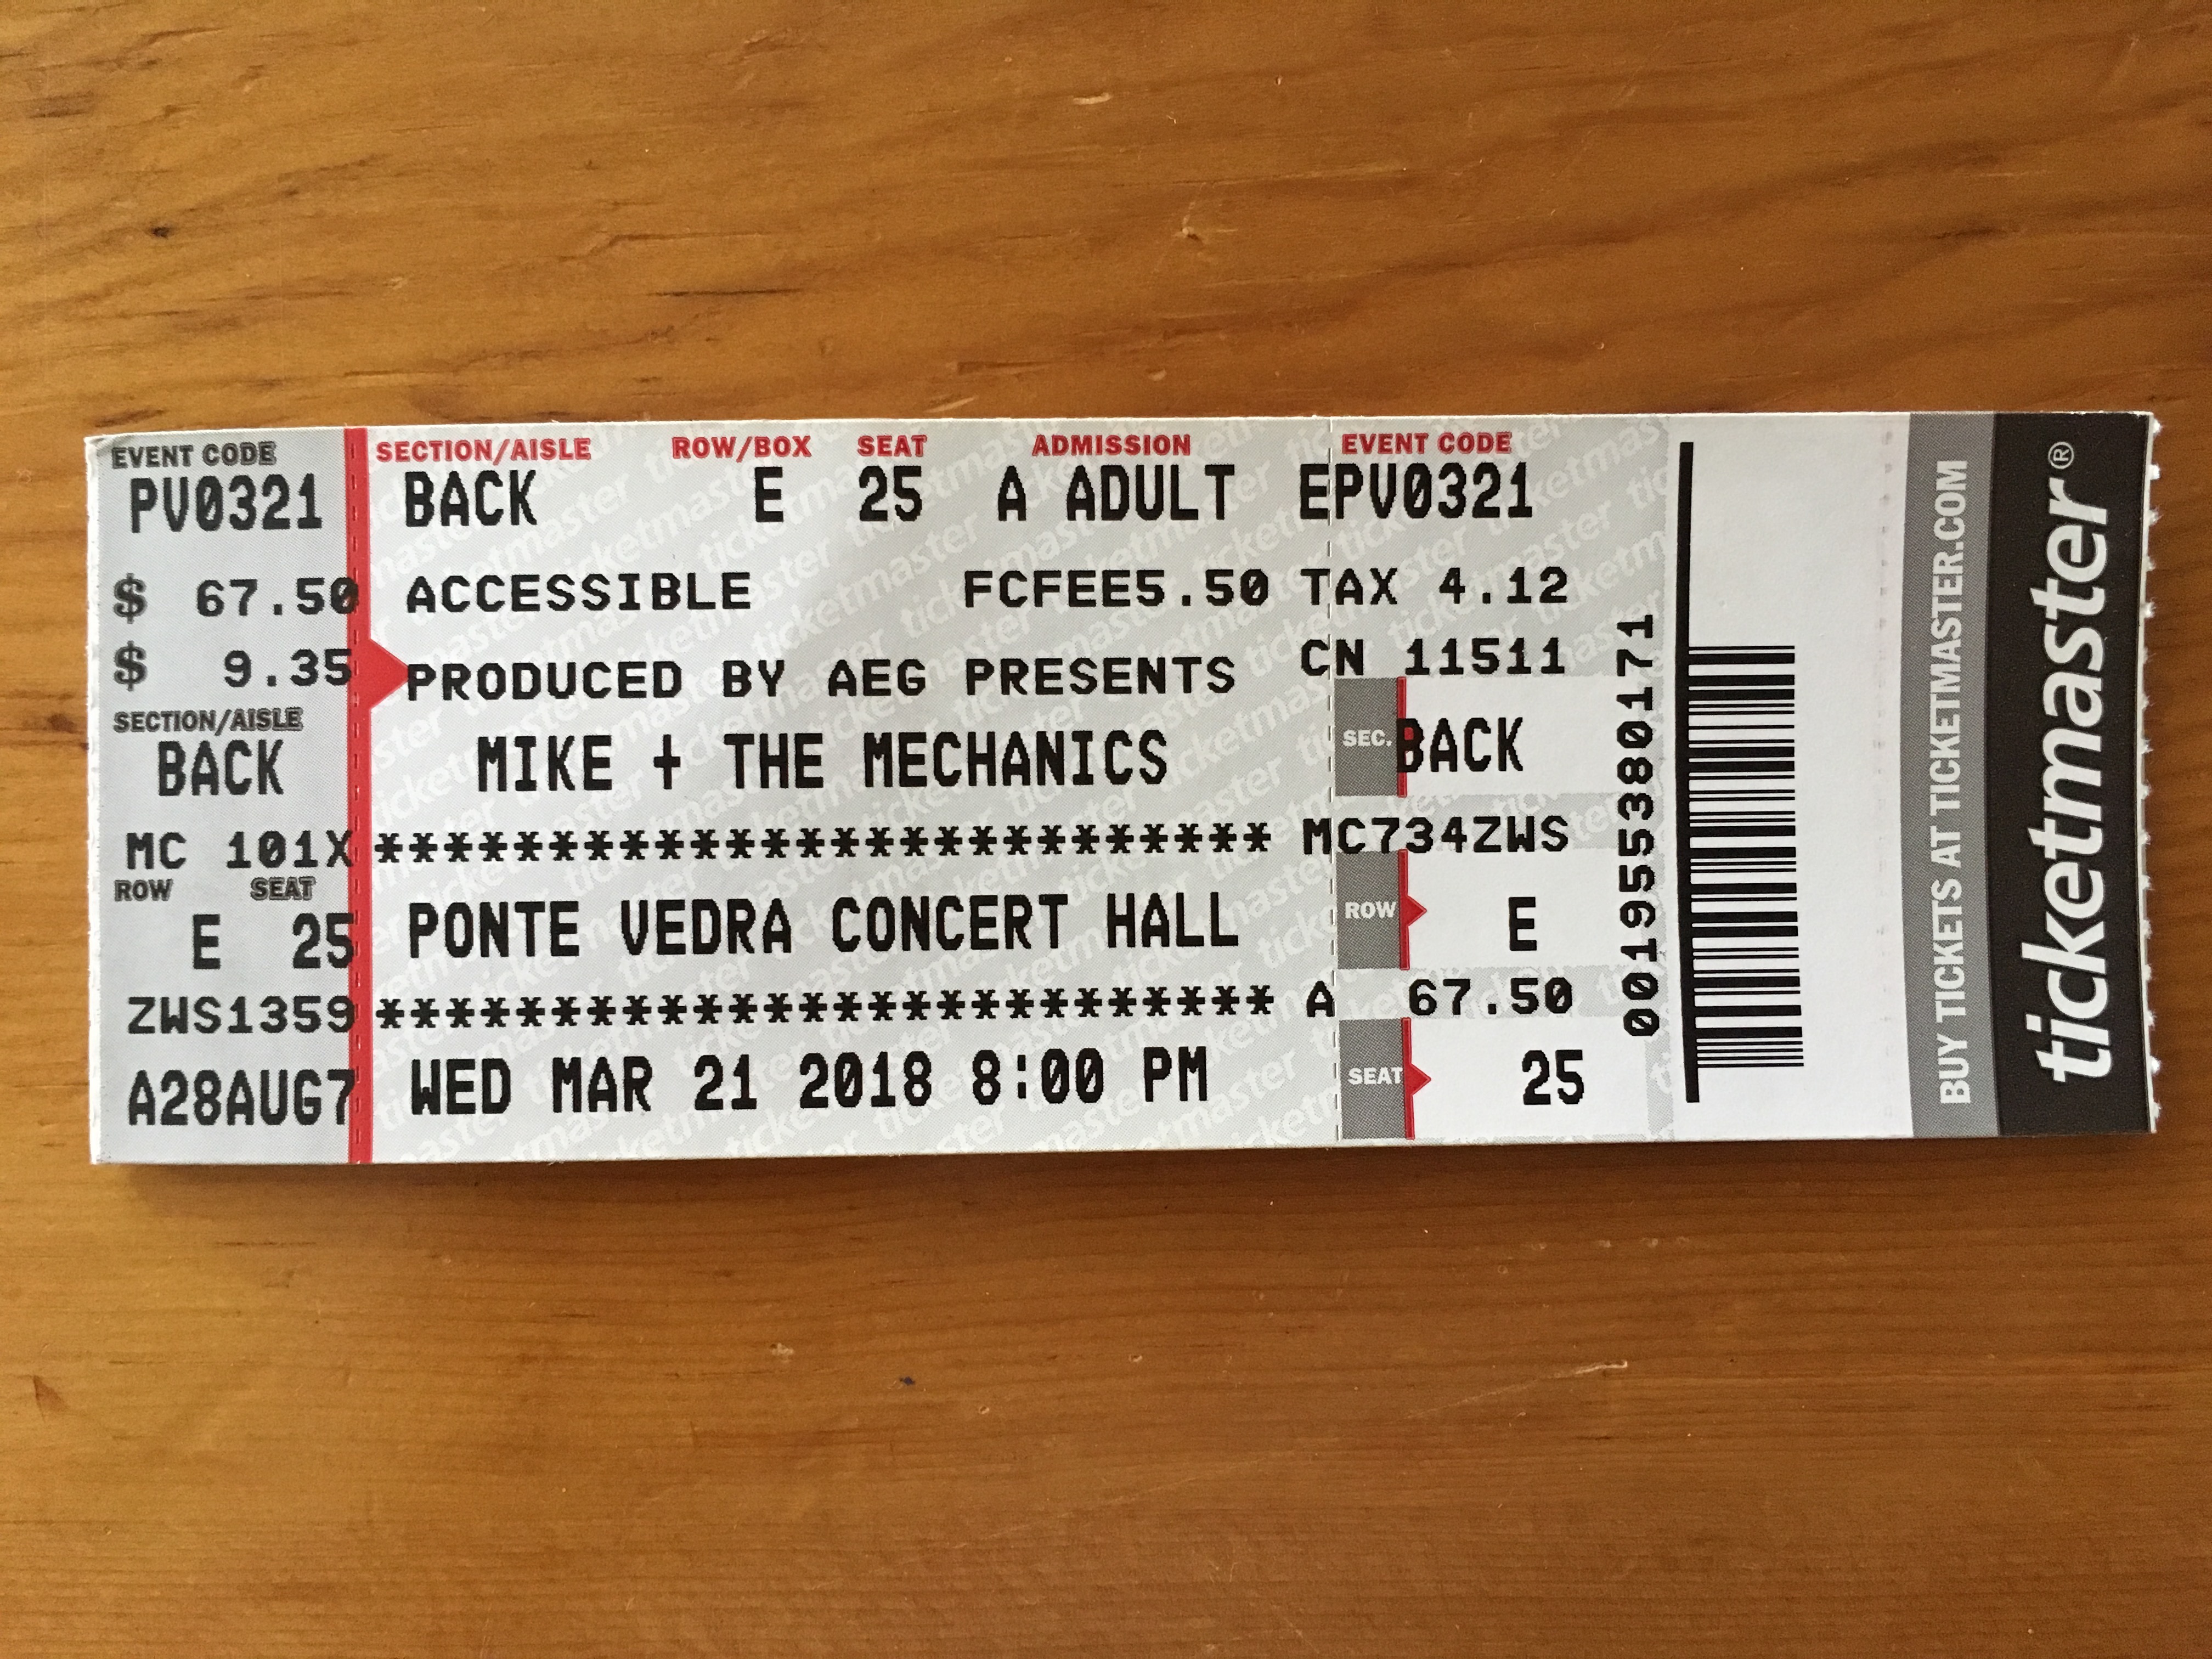 EVENT CODE
PV0321
$ 67.50
$ 9.35
SECTION/AISLE
BACK
MC 101X
ROW SEAT
E 25
ZWS1359
A28AUG7
SECTION/AISLE ROW/BOX SEAT ADMISSION
BACK E 25 A ADULT
ACCESSIBLE FCFEE5.50
PRODUCED BY AEG PRESENTS
MIKE + THE MECHANICS
*************************
PONTE VEDRA CONCERT HALL
*************************
WED MAR 21 2018 8:00 PM
EVENT CODE
EPV0321
TAX 4.12
CN 11511
SEC. BACK
MC734ZWS
ROW E
A 67.50
SEAT 25
001955380171
BUY TICKETS AT TICKETMASTER.COM
ticketmaster®